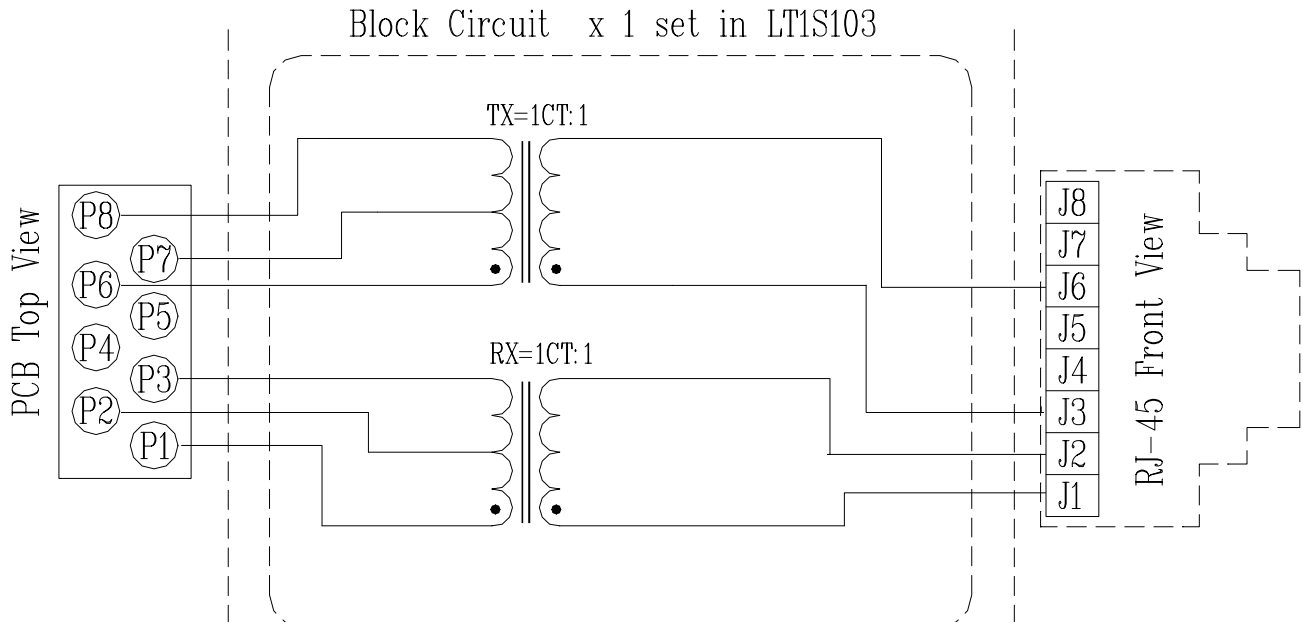 Block Circuit x 1 set in LT1S103
TX=1CT:1
RX=1CT:1
PCB Top View
P8
P7
P6
P5
P4
P3
P2
P1
J8
J7
J6
J5
J4
J3
J2
J1
RJ-45 Front View